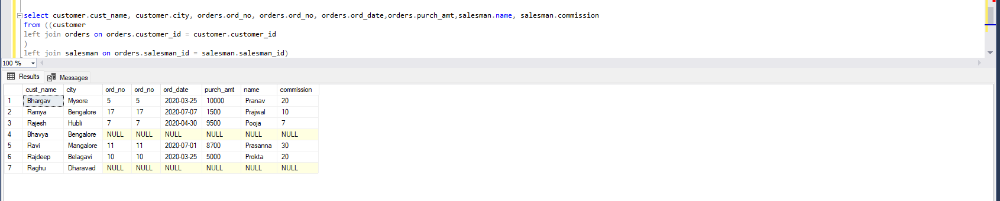 select customer.cust_name, customer.city, orders.ord_no, orders.ord_no, orders.ord_date,orders.purch_amt,salesman.name, salesman.commission
from ((customer
left join orders on orders.customer_id = customer.customer_id
)
left join salesman on orders.salesman_id = salesman.salesman_id)
100 %
Results Messages
cust_name city ord_no ord_no ord_date purch_amt name commission
1 Bhargav Mysore 5 5 2020-03-25 10000 Pranav 20
2 Ramya Bengalore 17 17 2020-07-07 1500 Prajwal 10
3 Rajesh Hubli 7 7 2020-04-30 9500 Pooja 7
4 Bhavya Bengalore NULL NULL NULL NULL NULL NULL
5 Ravi Mangalore 11 11 2020-07-01 8700 Prasanna 30
6 Rajdeep Belagavi 10 10 2020-03-25 5000 Prokta 20
7 Raghu Dharavad NULL NULL NULL NULL NULL NULL